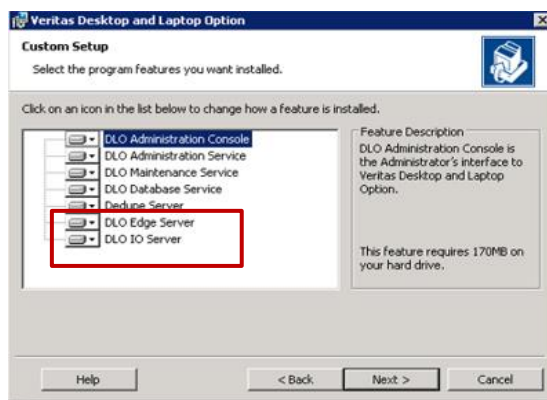 Veritas Desktop and Laptop Option
Custom Setup
Select the program features you want installed.
Click on an icon in the list below to change how a feature is installed.
DLO Administration Console
DLO Administration Service
DLO Maintenance Service
DLO Database Service
Dedupe Server
DLO Edge Server
DLO IO Server
Feature Description
DLO Administration Console is
the Administrator's interface to
Veritas Desktop and Laptop
Option.
This feature requires 170MB on
your hard drive.
Help
< Back
Next >
Cancel